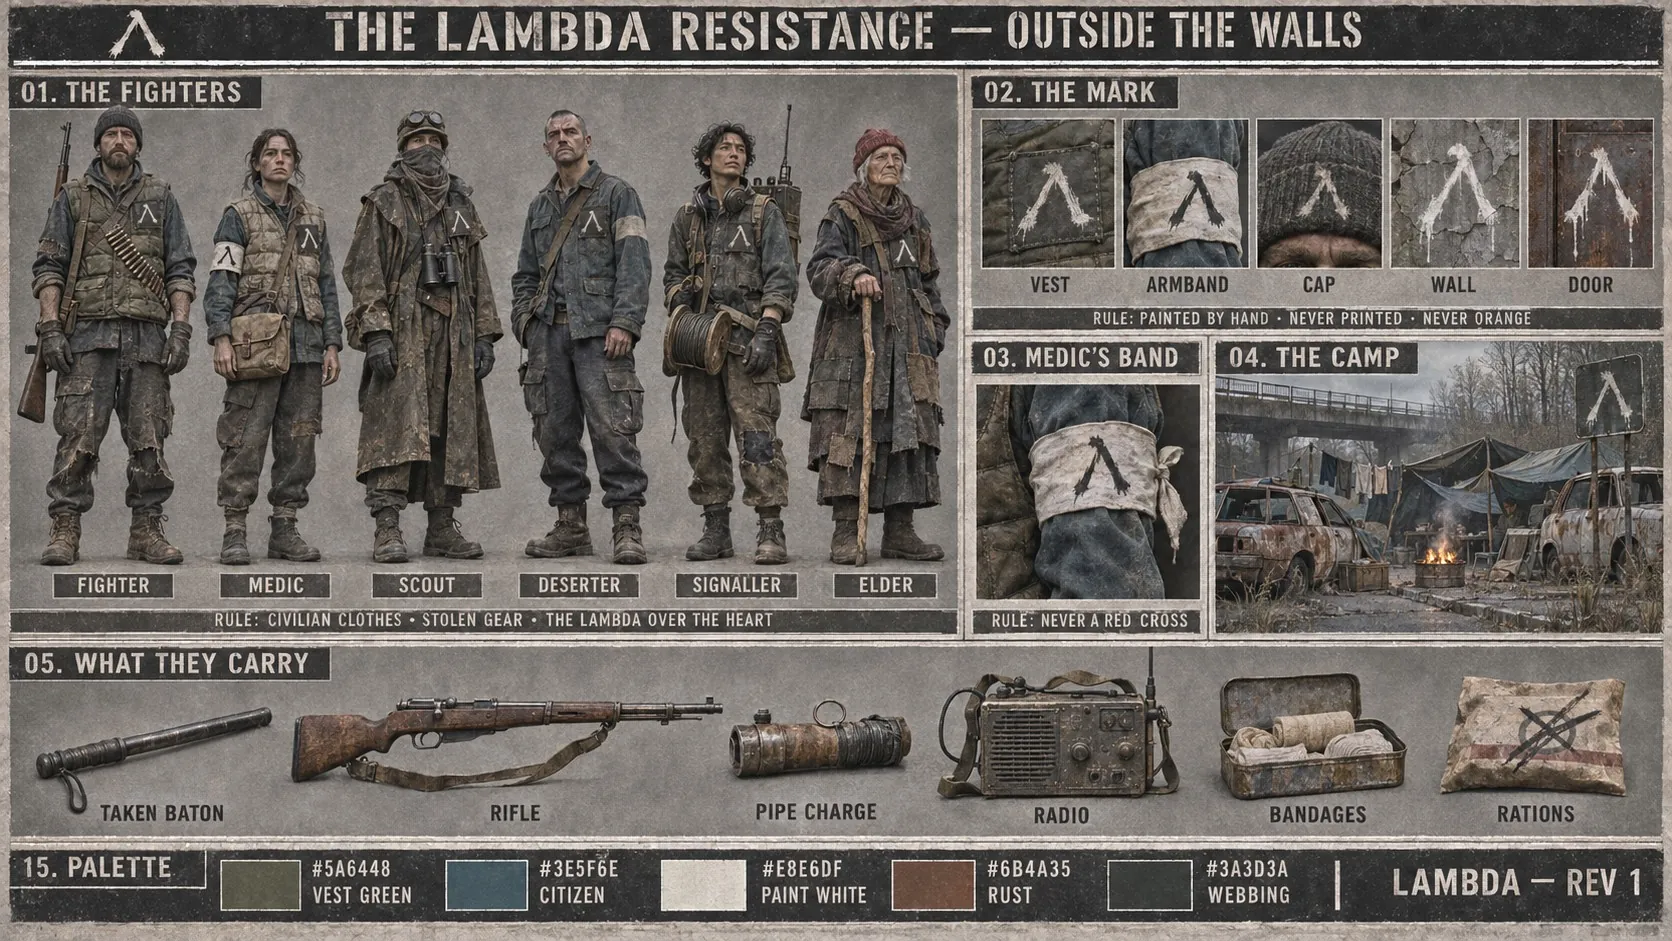 THE LAMBDA RESISTANCE — OUTSIDE THE WALLS
01. THE FIGHTERS
FIGHTER
MEDIC
SCOUT
DESERTER
SIGNALLER
ELDER
RULE: CIVILIAN CLOTHES • STOLEN GEAR • THE LAMBDA OVER THE HEART
02. THE MARK
VEST
ARMBAND
CAP
WALL
DOOR
RULE: PAINTED BY HAND • NEVER PRINTED • NEVER ORANGE
03. MEDIC'S BAND
RULE: NEVER A RED CROSS
04. THE CAMP
05. WHAT THEY CARRY
TAKEN BATON
RIFLE
PIPE CHARGE
RADIO
BANDAGES
RATIONS
15. PALETTE
#5A6448
VEST GREEN
#3E5F6E
CITIZEN
#E8E6DF
PAINT WHITE
#6B4A35
RUST
#3A3D3A
WEBBING
LAMBDA — REV 1